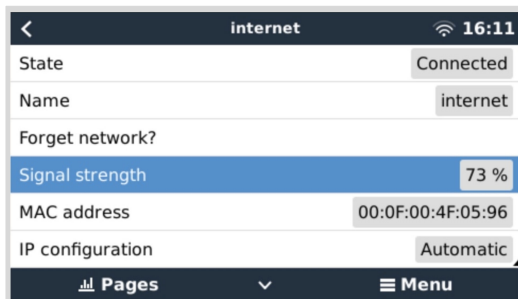 internet 16:11
State Connected
Name internet
Forget network?
Signal strength 73 %
MAC address 00:0F:00:4F:05:96
IP configuration Automatic
Pages Menu